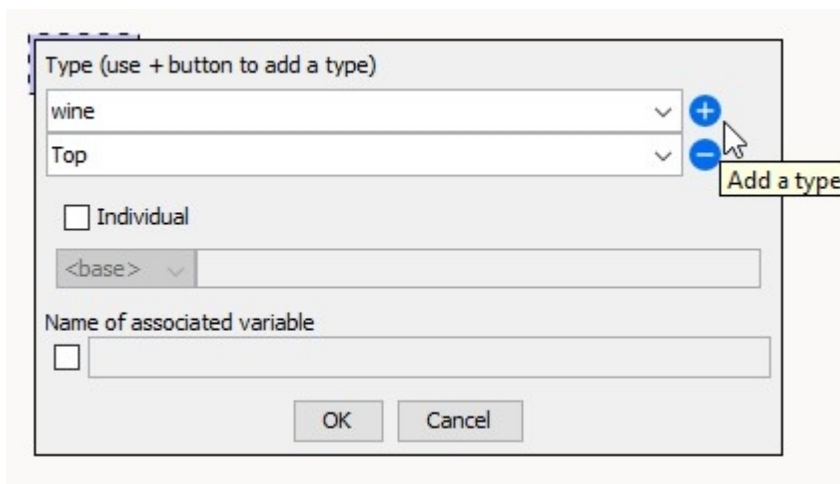 Type (use + button to add a type)
wine
Top
Add a type
Individual
<base>
Name of associated variable
OK Cancel